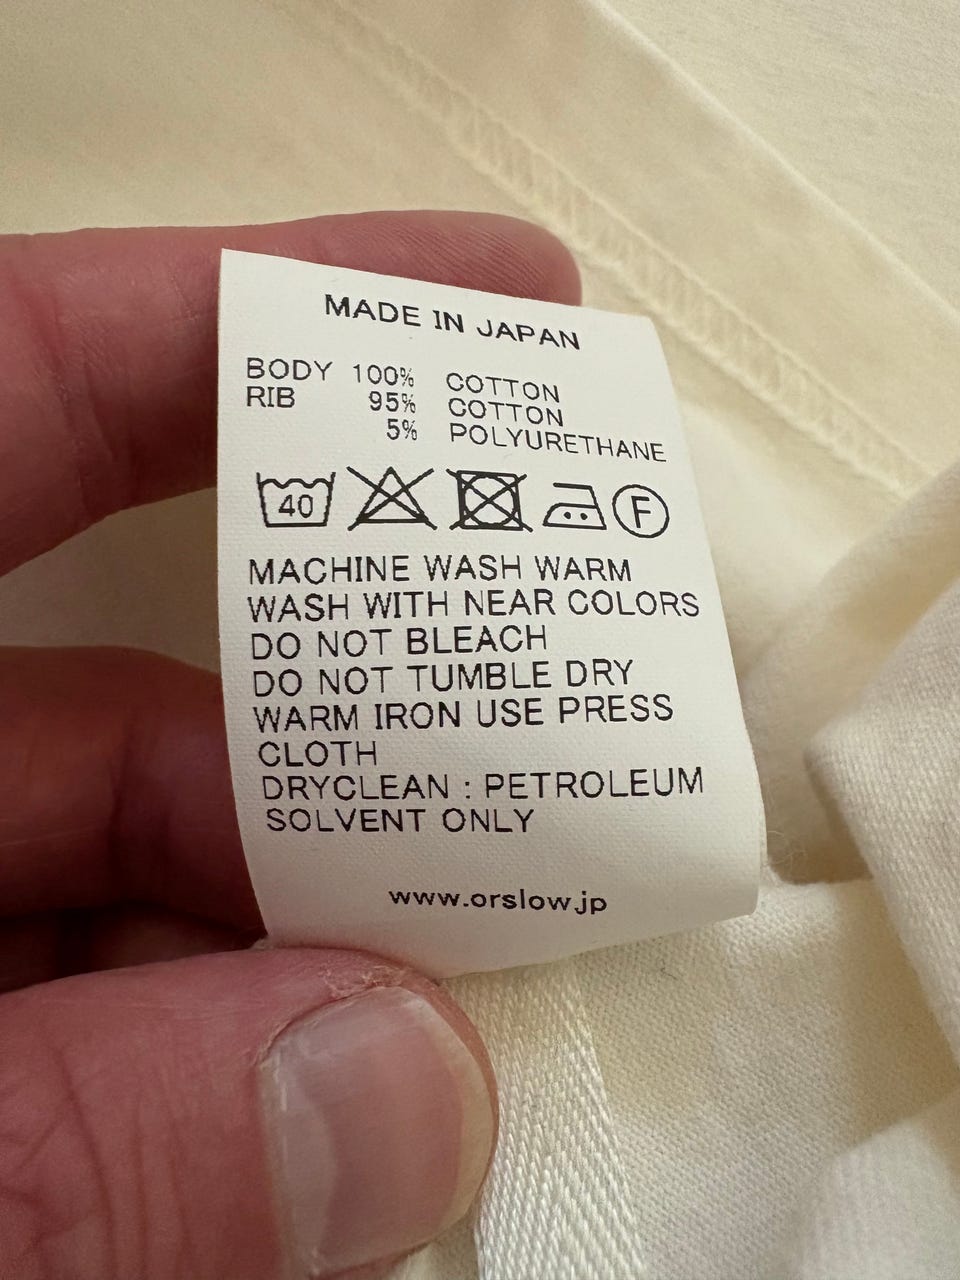 MADE IN JAPAN
BODY 100% COTTON
RIB 95% COTTON
5% POLYURETHANE
40 F
MACHINE WASH WARM
WASH WITH NEAR COLORS
DO NOT BLEACH
DO NOT TUMBLE DRY
WARM IRON USE PRESS
CLOTH
DRYCLEAN : PETROLEUM
SOLVENT ONLY
www.orslow.jp